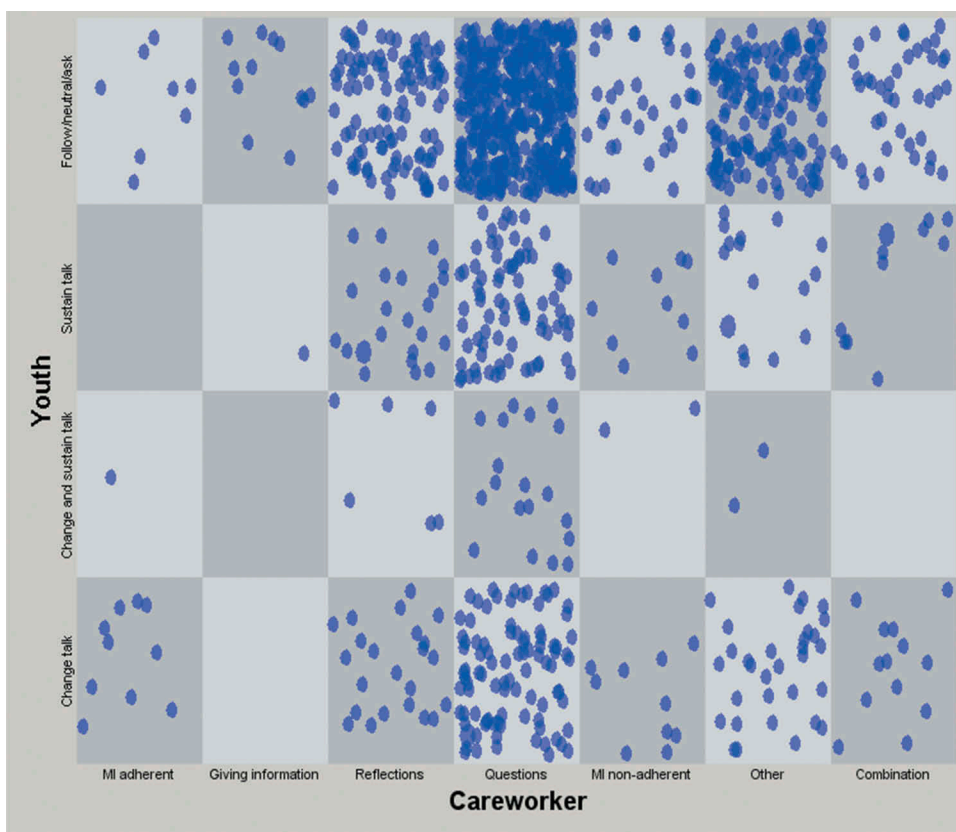 Follow/neutral/ask
Sustain talk
Change and sustain talk
Change talk
Youth
MI adherent
Giving information
Reflections
Questions
MI non-adherent
Other
Combination
Careworker